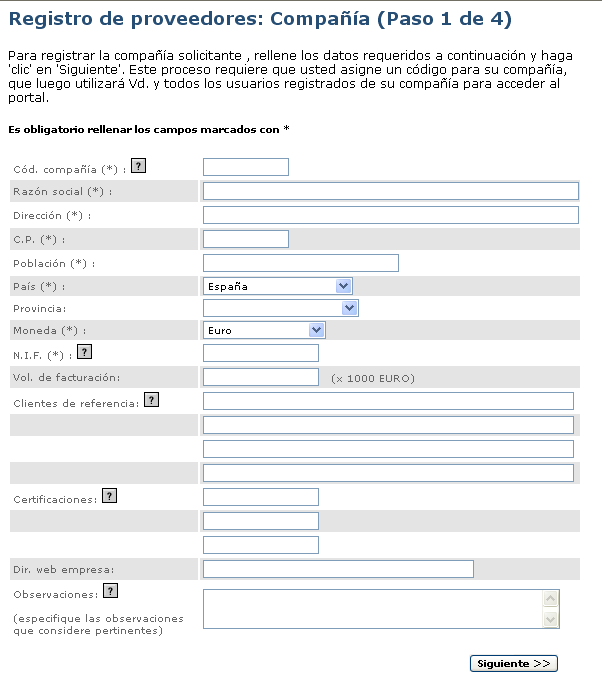 Registro de proveedores: Compañía (Paso 1 de 4)
Para registrar la compañía solicitante , rellene los datos requeridos a continuación y haga
'clic' en 'Siguiente'. Este proceso requiere que usted asigne un código para su compañía,
que luego utilizará Vd. y todos los usuarios registrados de su compañía para acceder al
portal.
Es obligatorio rellenar los campos marcados con *
Cód. compañía (*) : ?
Razón social (*) :
Dirección (*) :
C.P. (*) :
Población (*) :
País (*) : España
Provincia:
Moneda (*) : Euro
N.I.F. (*) : ?
Vol. de facturación: (x 1000 EURO)
Clientes de referencia: ?
Certificaciones: ?
Dir. web empresa:
Observaciones: ?
(especifique las observaciones
que considere pertinentes)
Siguiente >>